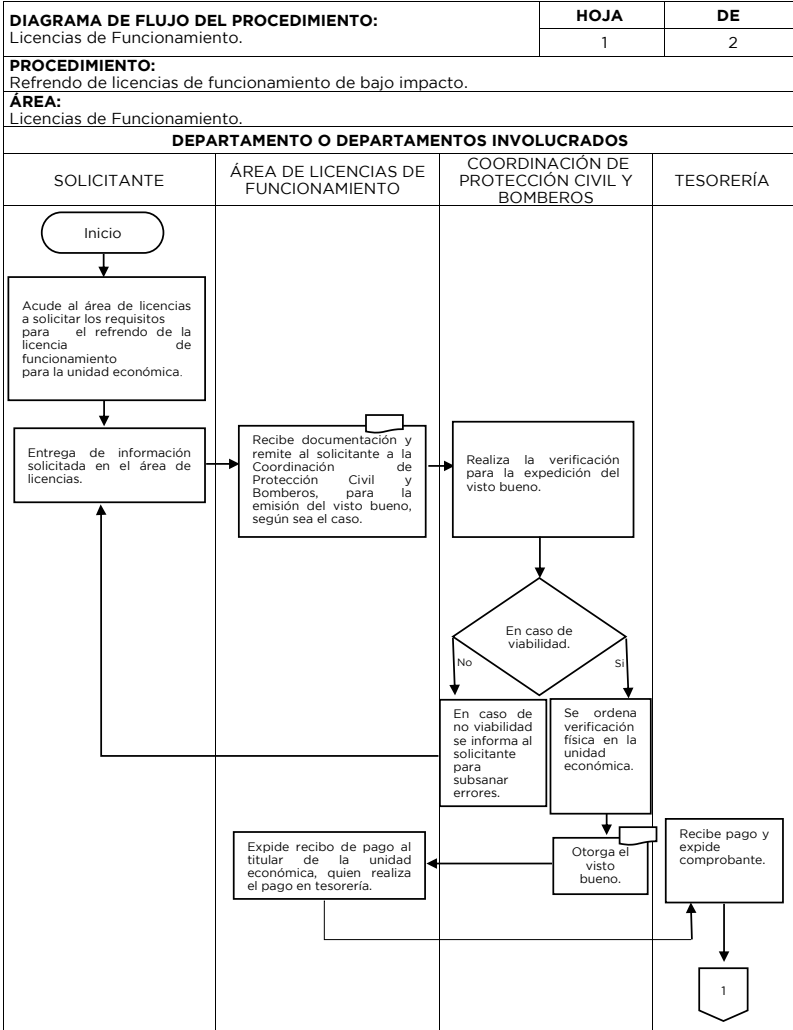 DIAGRAMA DE FLUJO DEL PROCEDIMIENTO:
Licencias de Funcionamiento.
HOJA
DE
1
2
PROCEDIMIENTO:
Refrendo de licencias de funcionamiento de bajo impacto.
ÁREA:
Licencias de Funcionamiento.
DEPARTAMENTO O DEPARTAMENTOS INVOLUCRADOS
SOLICITANTE
ÁREA DE LICENCIAS DE
FUNCIONAMIENTO
COORDINACIÓN DE
PROTECCIÓN CIVIL Y
BOMBEROS
TESORERÍA
Inicio
Acude al área de licencias
a solicitar los requisitos
para el refrendo de la
licencia de
funcionamiento
para la unidad económica.
Entrega de información
solicitada en el área de
licencias.
Recibe documentación y
remite al solicitante a la
Coordinación de
Protección Civil y
Bomberos, para la
emisión del visto bueno,
según sea el caso.
Realiza la verificación
para la expedición del
visto bueno.
En caso de
viabilidad.
No
Si
En caso de
no viabilidad
se informa al
solicitante
para
subsanar
errores.
Se ordena
verificación
física en la
unidad
económica.
Otorga el
visto
bueno.
Expide recibo de pago al
titular de la unidad
económica, quien realiza
el pago en tesorería.
Recibe pago y
expide
comprobante.
1